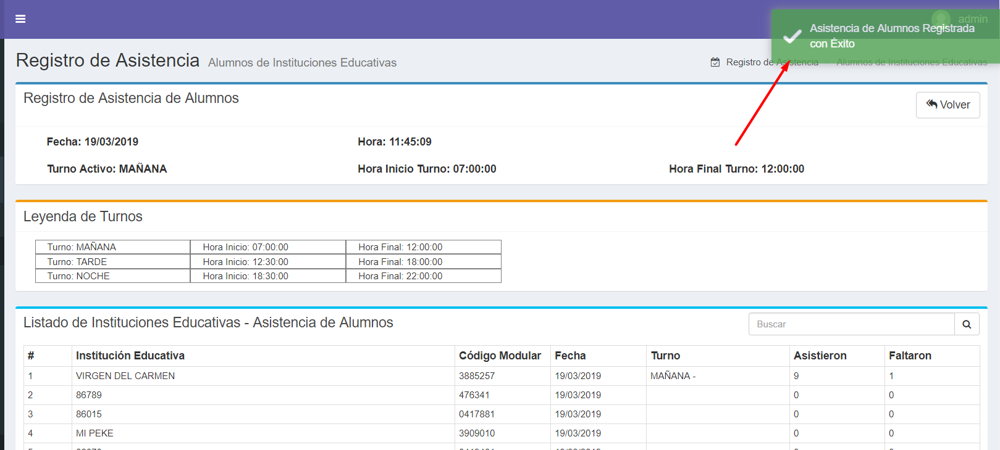 admin
Asistencia de Alumnos Registrada
con Éxito
Registro de Asistencia Alumnos de Instituciones Educativas
Registro de Asistencia > Alumnos de Instituciones Educativas
Registro de Asistencia de Alumnos
Volver
Fecha: 19/03/2019 Hora: 11:45:09
Turno Activo: MAÑANA Hora Inicio Turno: 07:00:00 Hora Final Turno: 12:00:00
Leyenda de Turnos
Turno: MAÑANA Hora Inicio: 07:00:00 Hora Final: 12:00:00
Turno: TARDE Hora Inicio: 12:30:00 Hora Final: 18:00:00
Turno: NOCHE Hora Inicio: 18:30:00 Hora Final: 22:00:00
Listado de Instituciones Educativas - Asistencia de Alumnos
Buscar
# Institución Educativa Código Modular Fecha Turno Asistieron Faltaron
1 VIRGEN DEL CARMEN 3885257 19/03/2019 MAÑANA - 9 1
2 86789 476341 19/03/2019 0 0
3 86015 0417881 19/03/2019 0 0
4 MI PEKE 3909010 19/03/2019 0 0